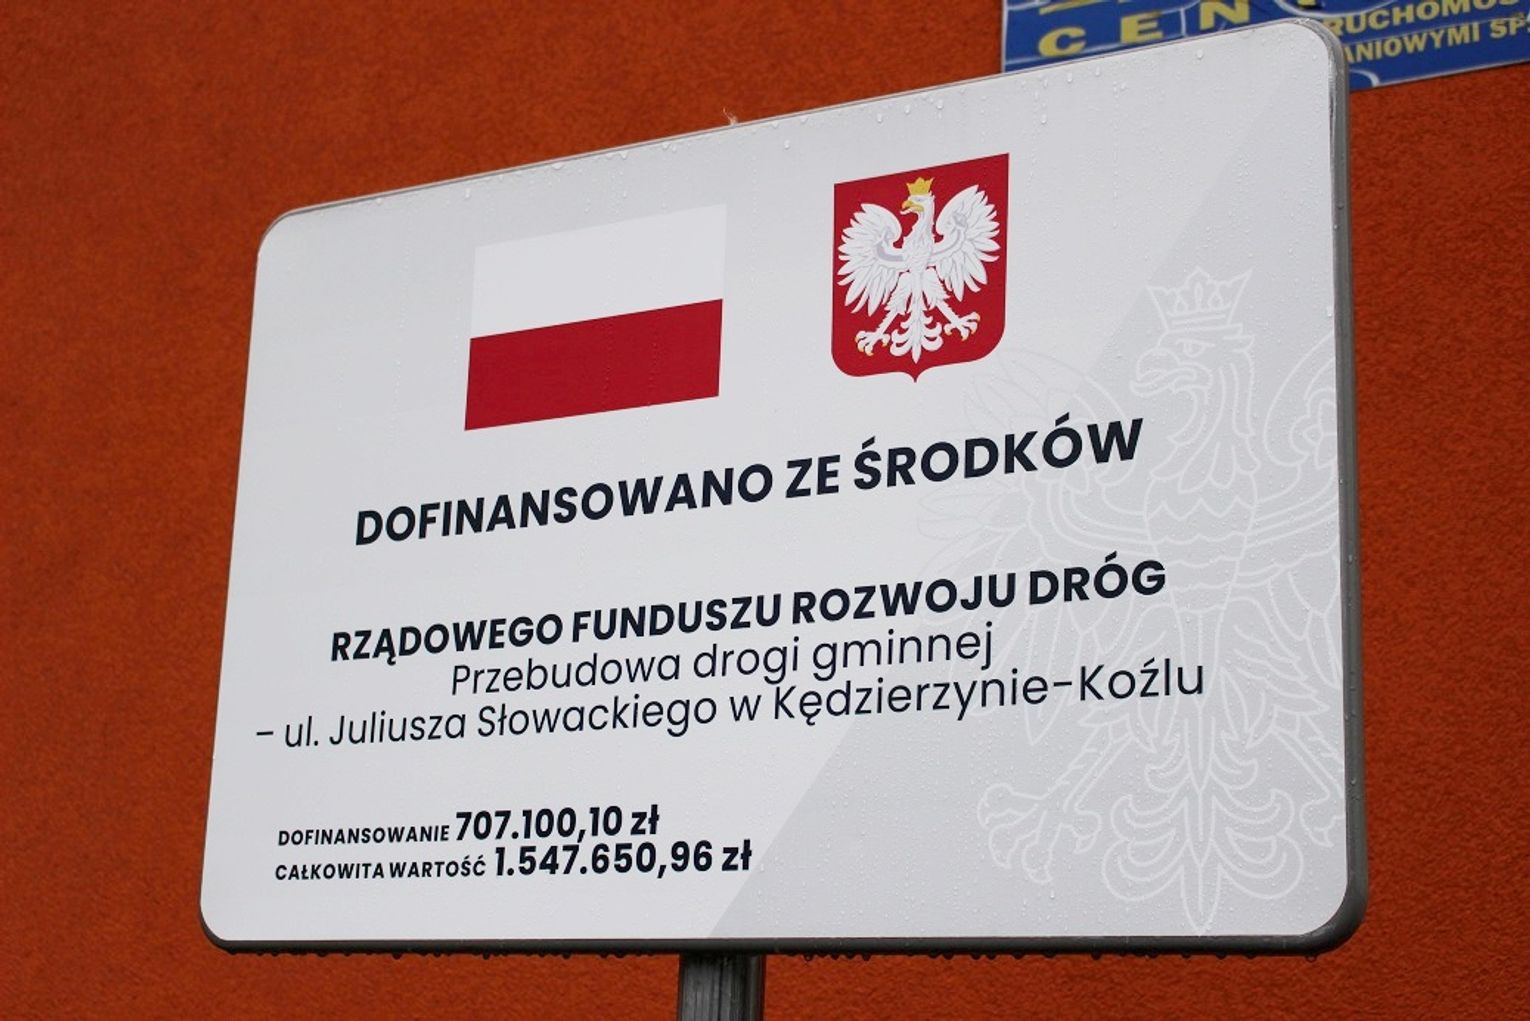 DOFINANSOWANO ZE ŚRODKÓW
RZĄDOWEGO FUNDUSZU ROZWOJU DRÓG
Przebudowa drogi gminnej
– ul. Juliusza Słowackiego w Kędzierzynie-Koźlu
DOFINANSOWANIE 707.100,10 zł
CAŁKOWITA WARTOŚĆ 1.547.650,96 zł